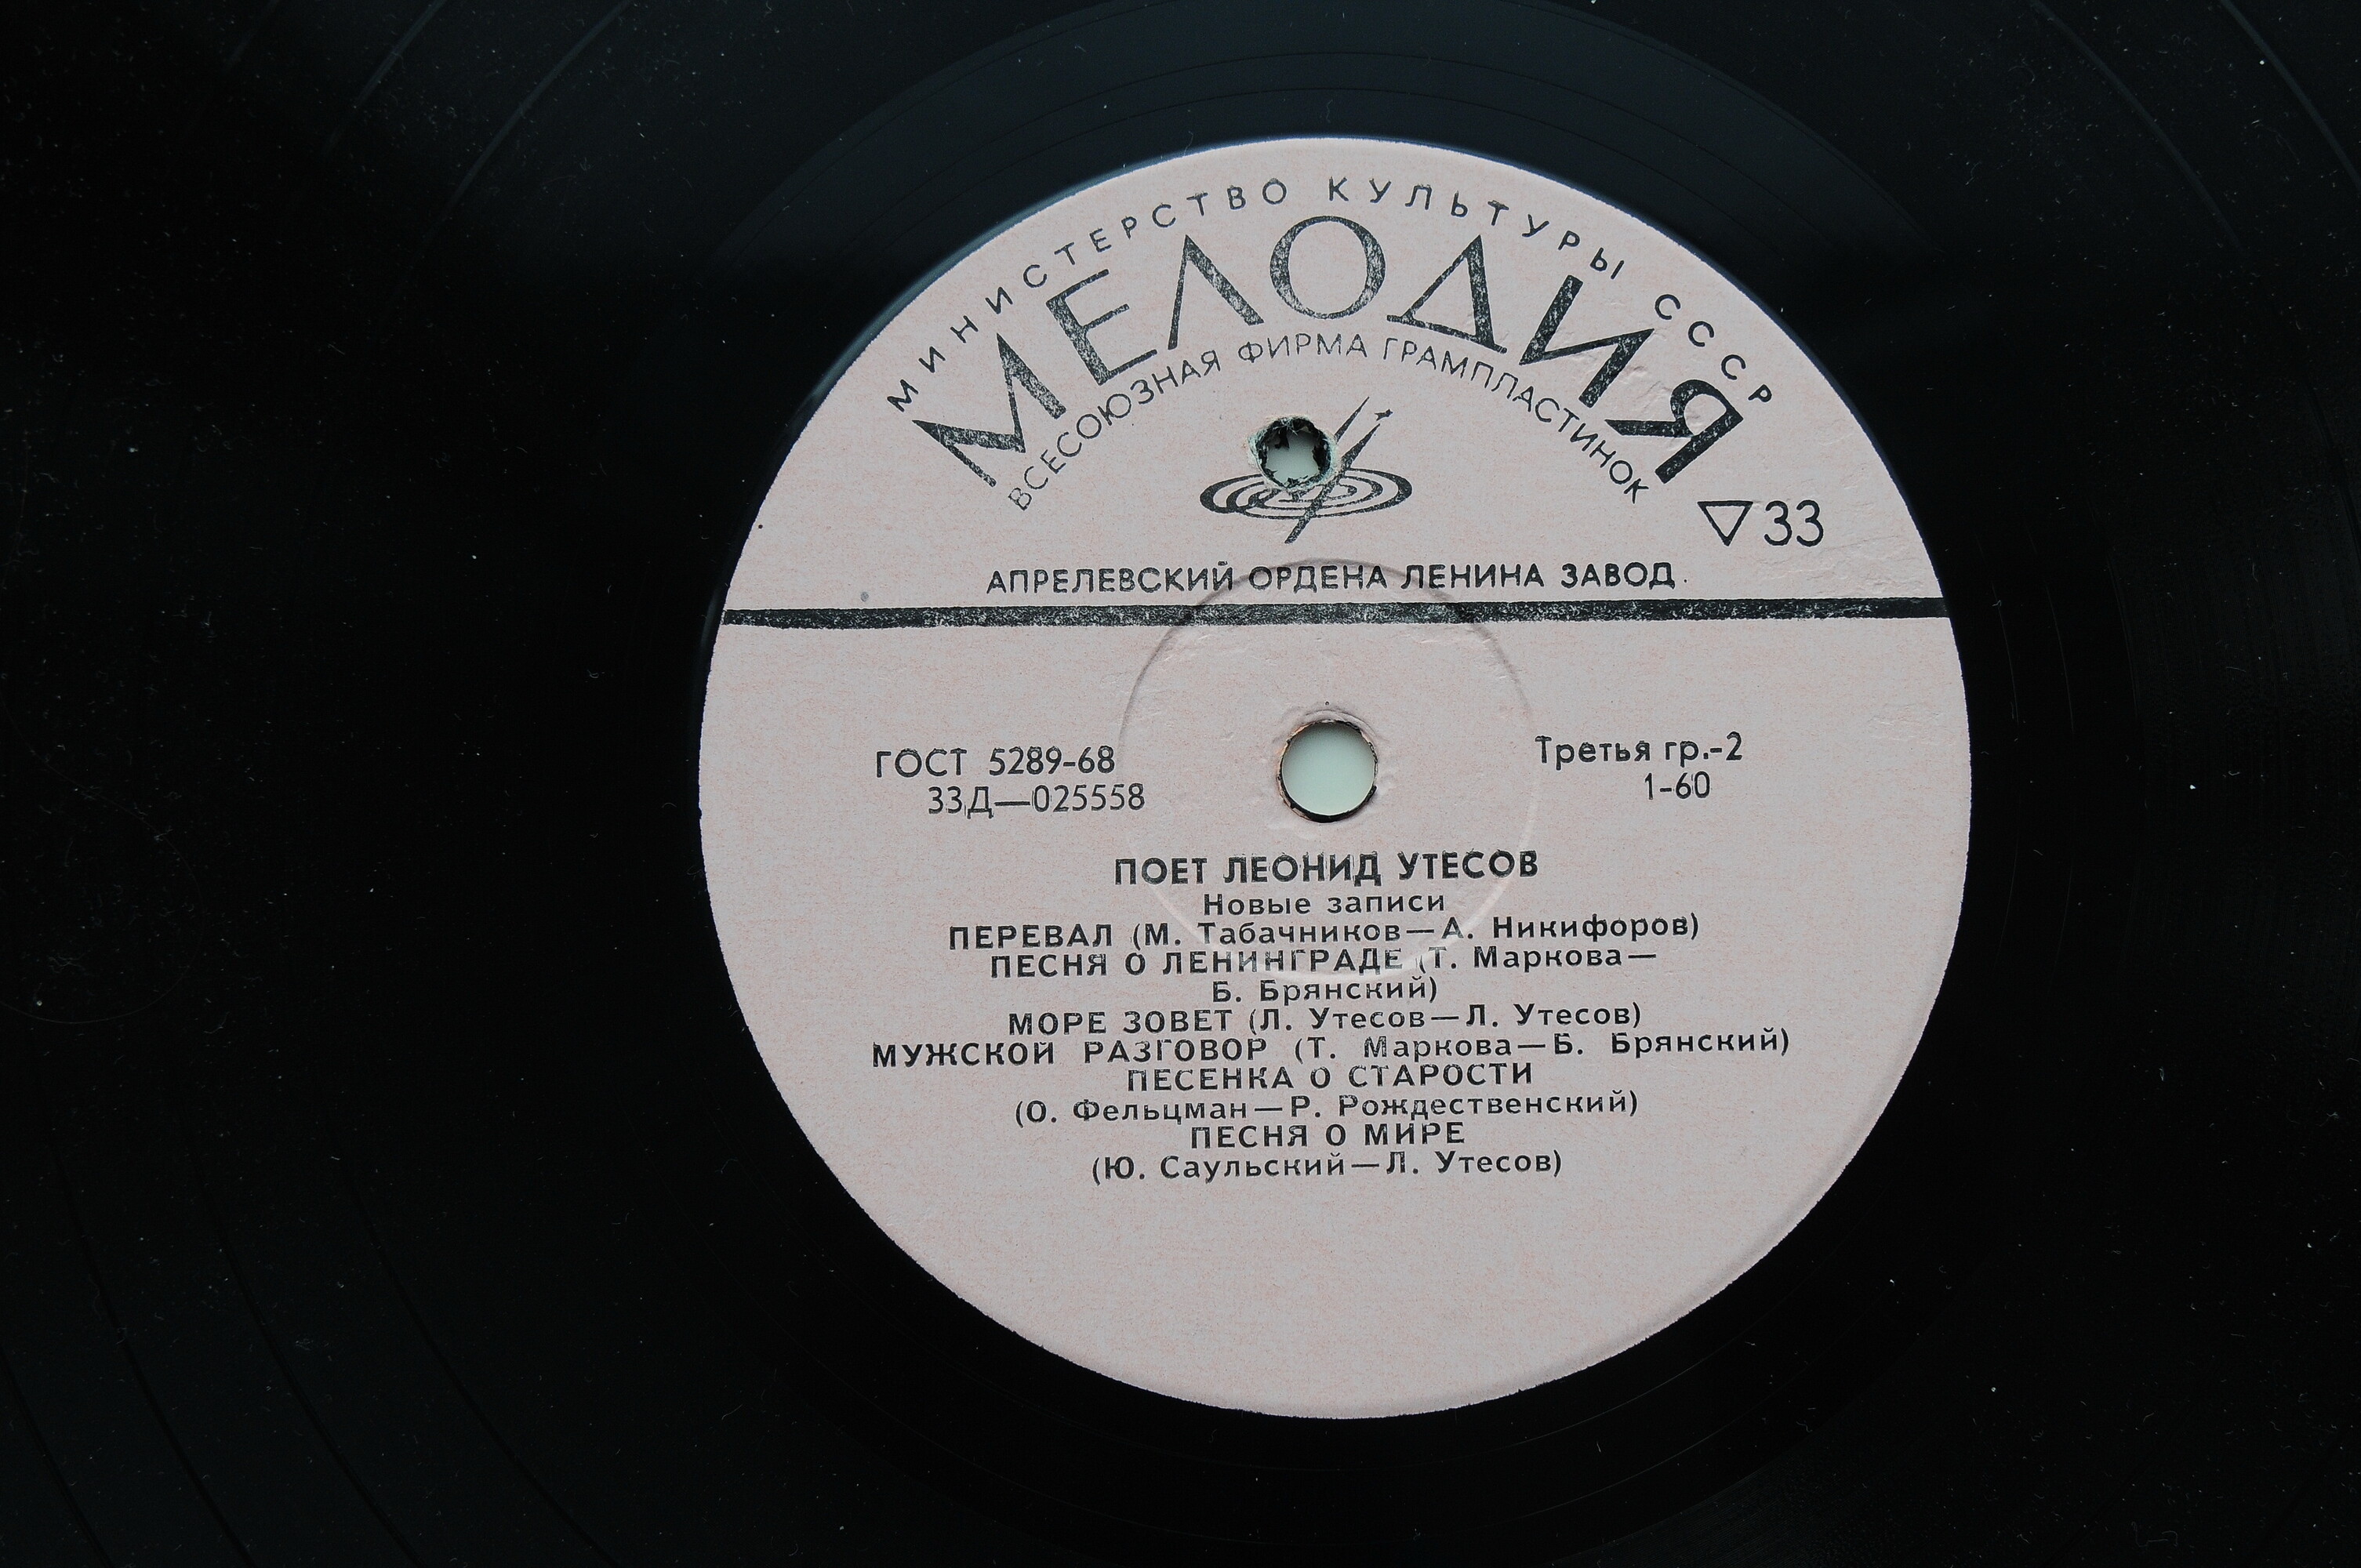 МИНИСТЕРСТВО КУЛЬТУРЫ СССР
МЕЛОДИЯ
ВСЕСОЮЗНАЯ ФИРМА ГРАМПЛАСТИНОК
33
АПРЕЛЕВСКИЙ ОРДЕНА ЛЕНИНА ЗАВОД
ГОСТ 5289-68
33Д—025558
Третья гр.-2
1-60
ПОЕТ ЛЕОНИД УТЕСОВ
Новые записи
ПЕРЕВАЛ (М. Табачников—А. Никифоров)
ПЕСНЯ О ЛЕНИНГРАДЕ (Т. Маркова—
Б. Брянский)
МОРЕ ЗОВЕТ (Л. Утесов—Л. Утесов)
МУЖСКОЙ РАЗГОВОР (Т. Маркова—Б. Брянский)
ПЕСЕНКА О СТАРОСТИ
(О. Фельцман—Р. Рождественский)
ПЕСНЯ О МИРЕ
(Ю. Саульский—Л. Утесов)